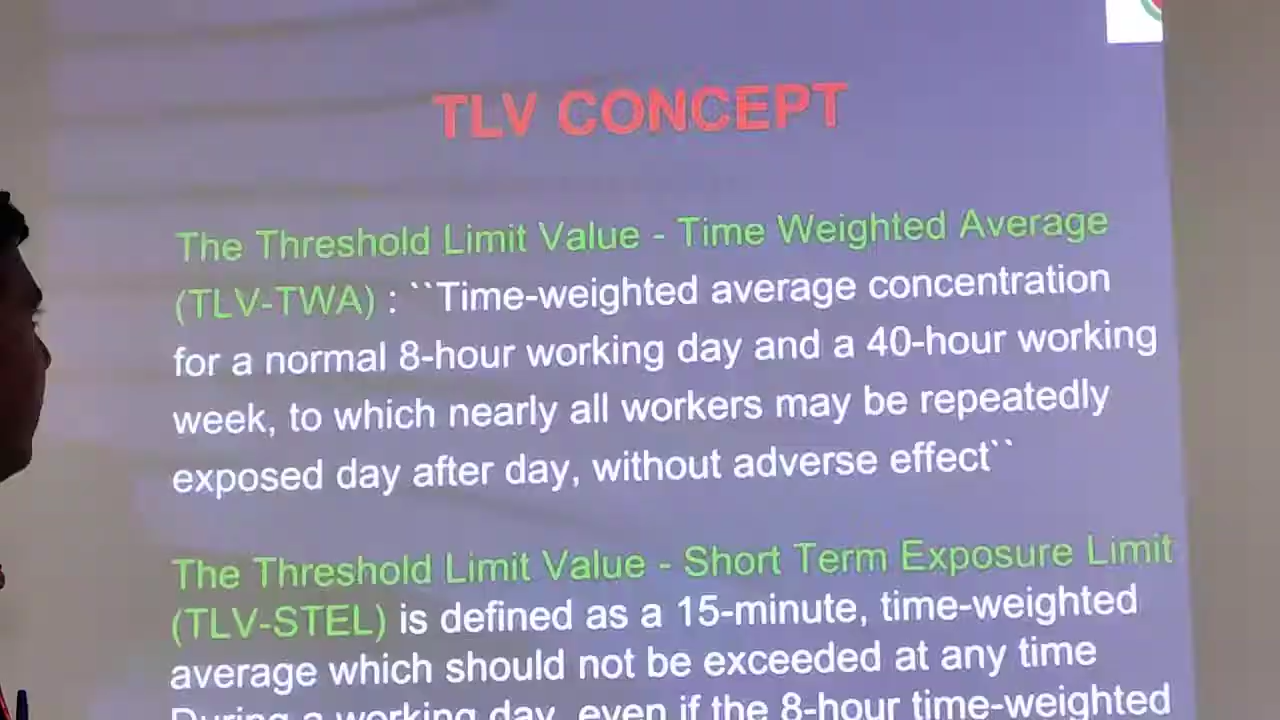 TLV CONCEPT
The Threshold Limit Value - Time Weighted Average
(TLV-TWA) : ``Time-weighted average concentration
for a normal 8-hour working day and a 40-hour working
week, to which nearly all workers may be repeatedly
exposed day after day, without adverse effect``
The Threshold Limit Value - Short Term Exposure Limit
(TLV-STEL) is defined as a 15-minute, time-weighted
average which should not be exceeded at any time
During a working day, even if the 8-hour time-weighted